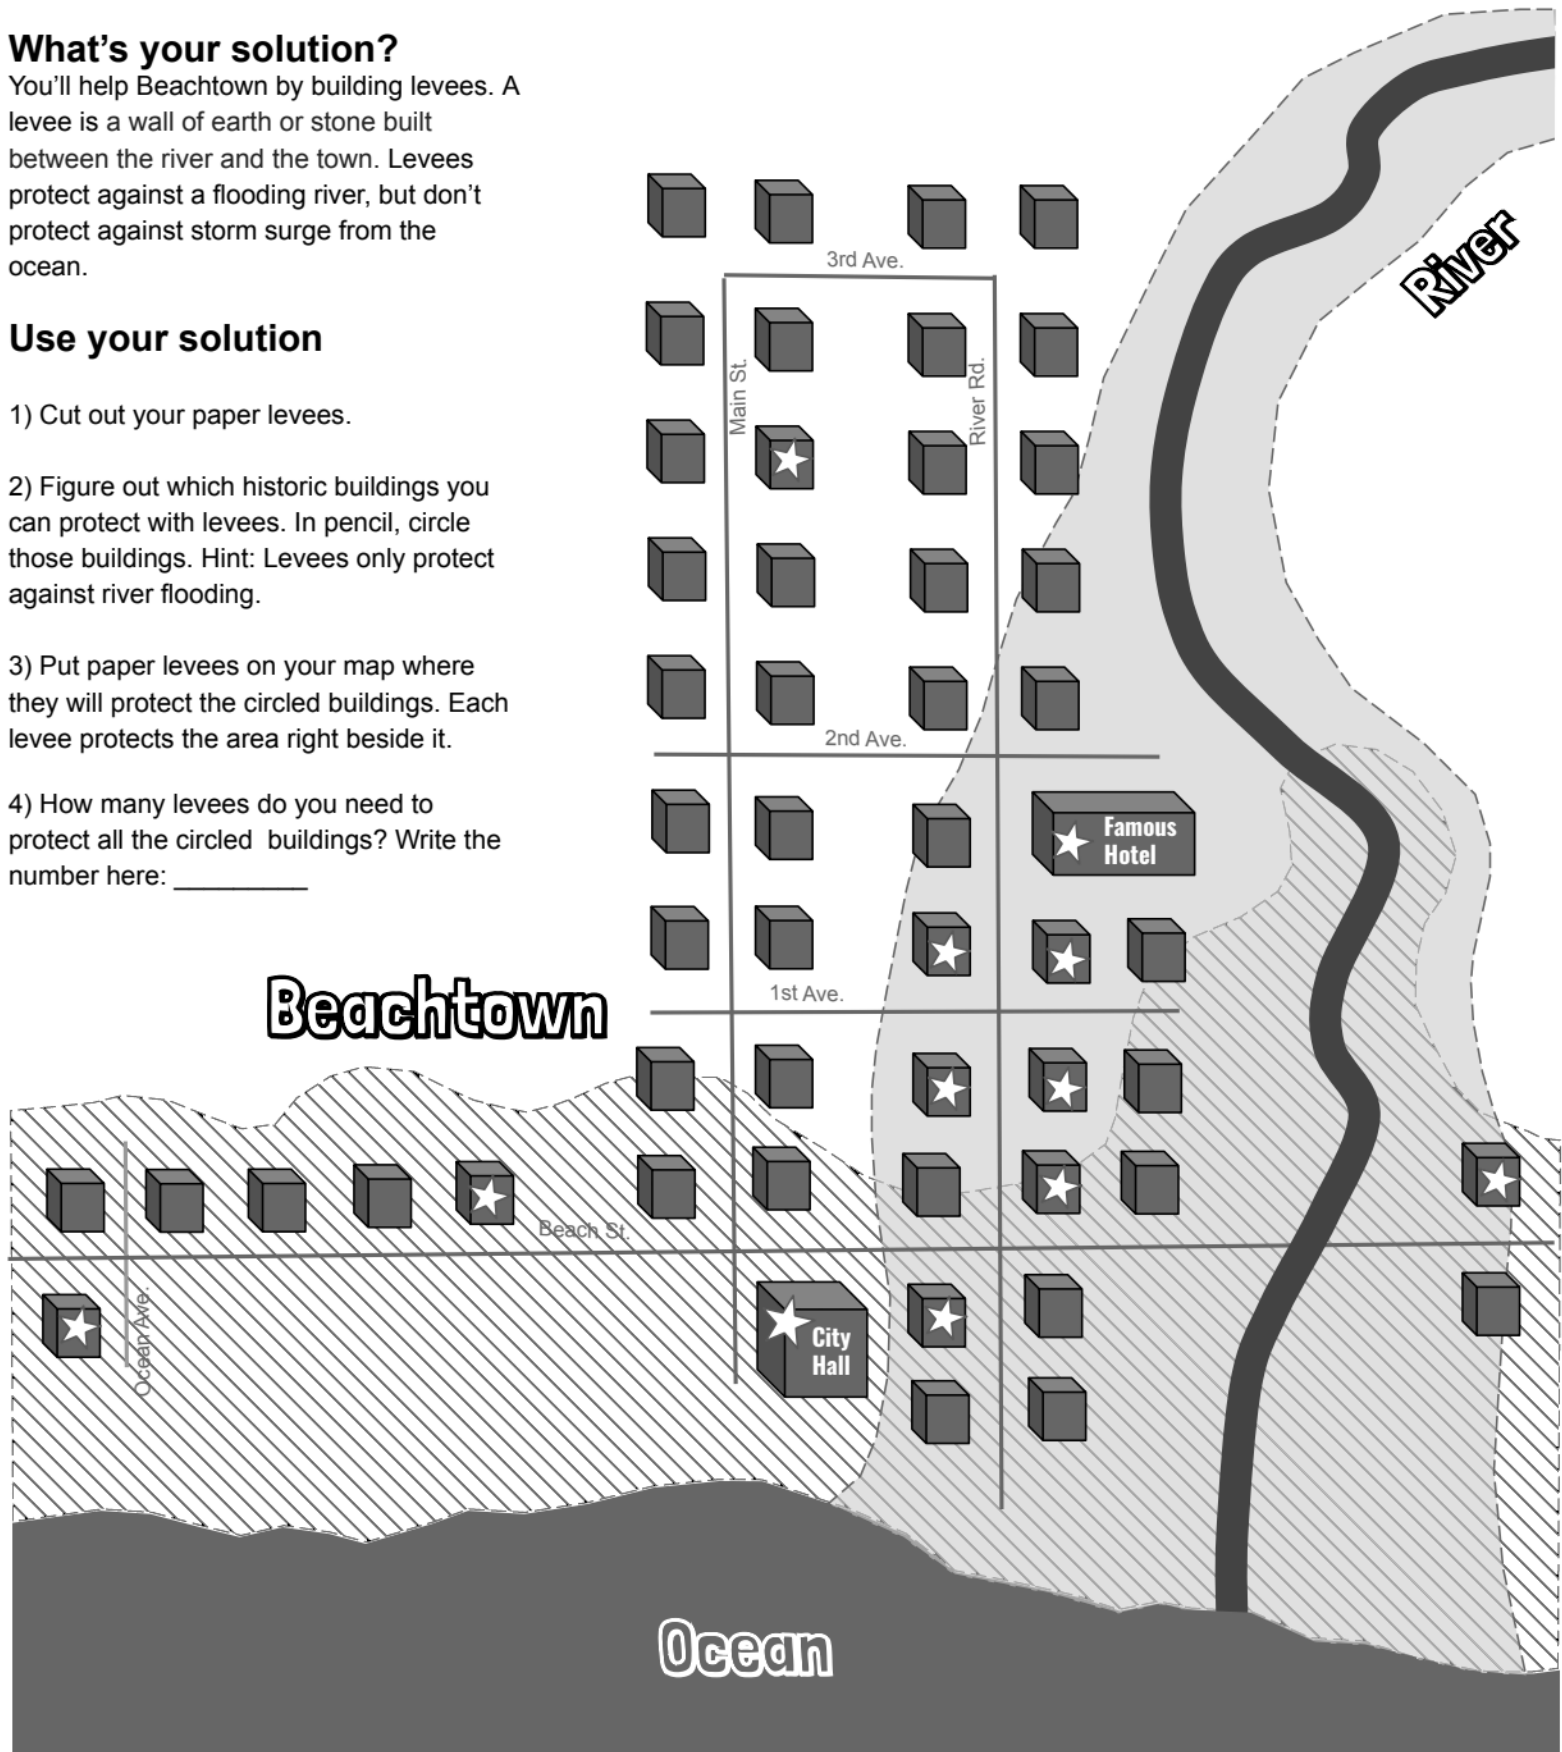 What's your solution?
You'll help Beachtown by building levees. A
levee is a wall of earth or stone built
between the river and the town. Levees
protect against a flooding river, but don't
protect against storm surge from the
ocean.
Use your solution
1) Cut out your paper levees.
2) Figure out which historic buildings you
can protect with levees. In pencil, circle
those buildings. Hint: Levees only protect
against river flooding.
3) Put paper levees on your map where
they will protect the circled buildings. Each
levee protects the area right beside it.
4) How many levees do you need to
protect all the circled  buildings? Write the
number here: _________
River
3rd Ave.
Main St.
River Rd.
2nd Ave.
Famous
Hotel
Beachtown
1st Ave.
Beach St.
Ocean Ave.
City
Hall
Ocean